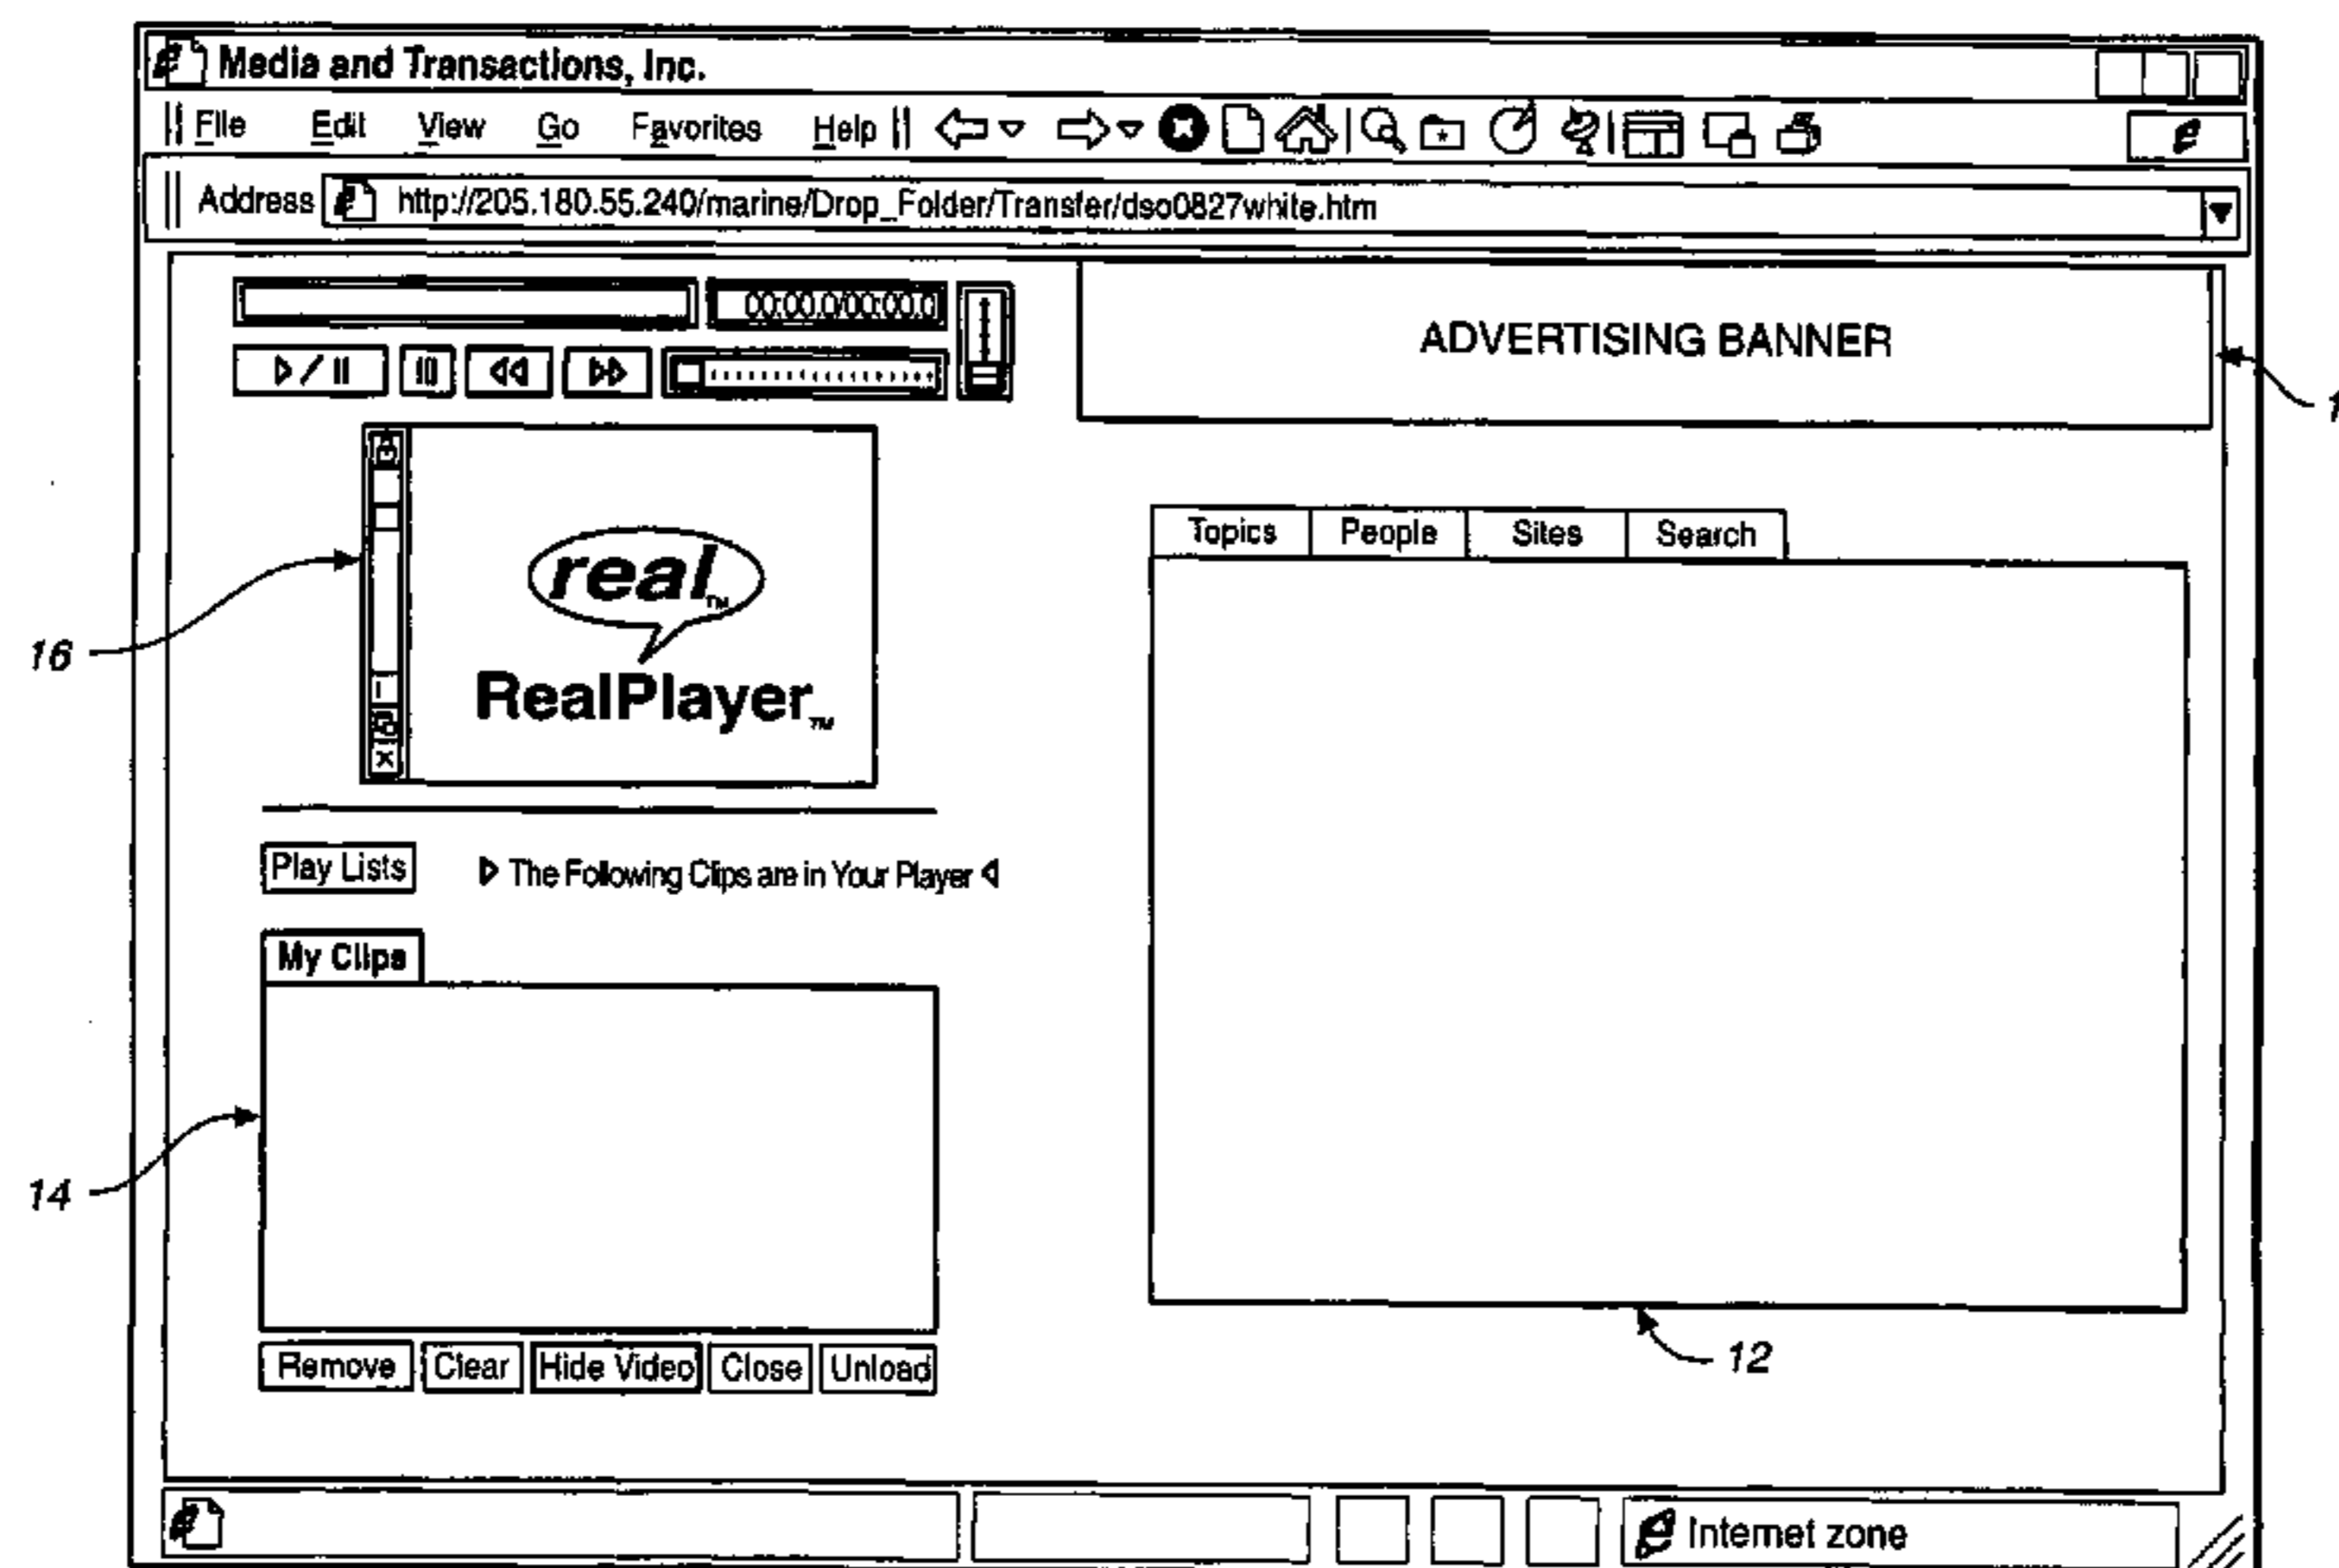 Media and Transactions, Inc.
File Edit View Go Favorites Help
Address http://205.180.55.240/marine/Drop_Folder/Transfer/dso0827white.htm
00:00.0/00:00.0
ADVERTISING BANNER
real TM
RealPlayer TM
16
Topics People Sites Search
Play Lists The Following Clips are in Your Player
My Clips
14
Remove Clear Hide Video Close Unload
12
Internet zone